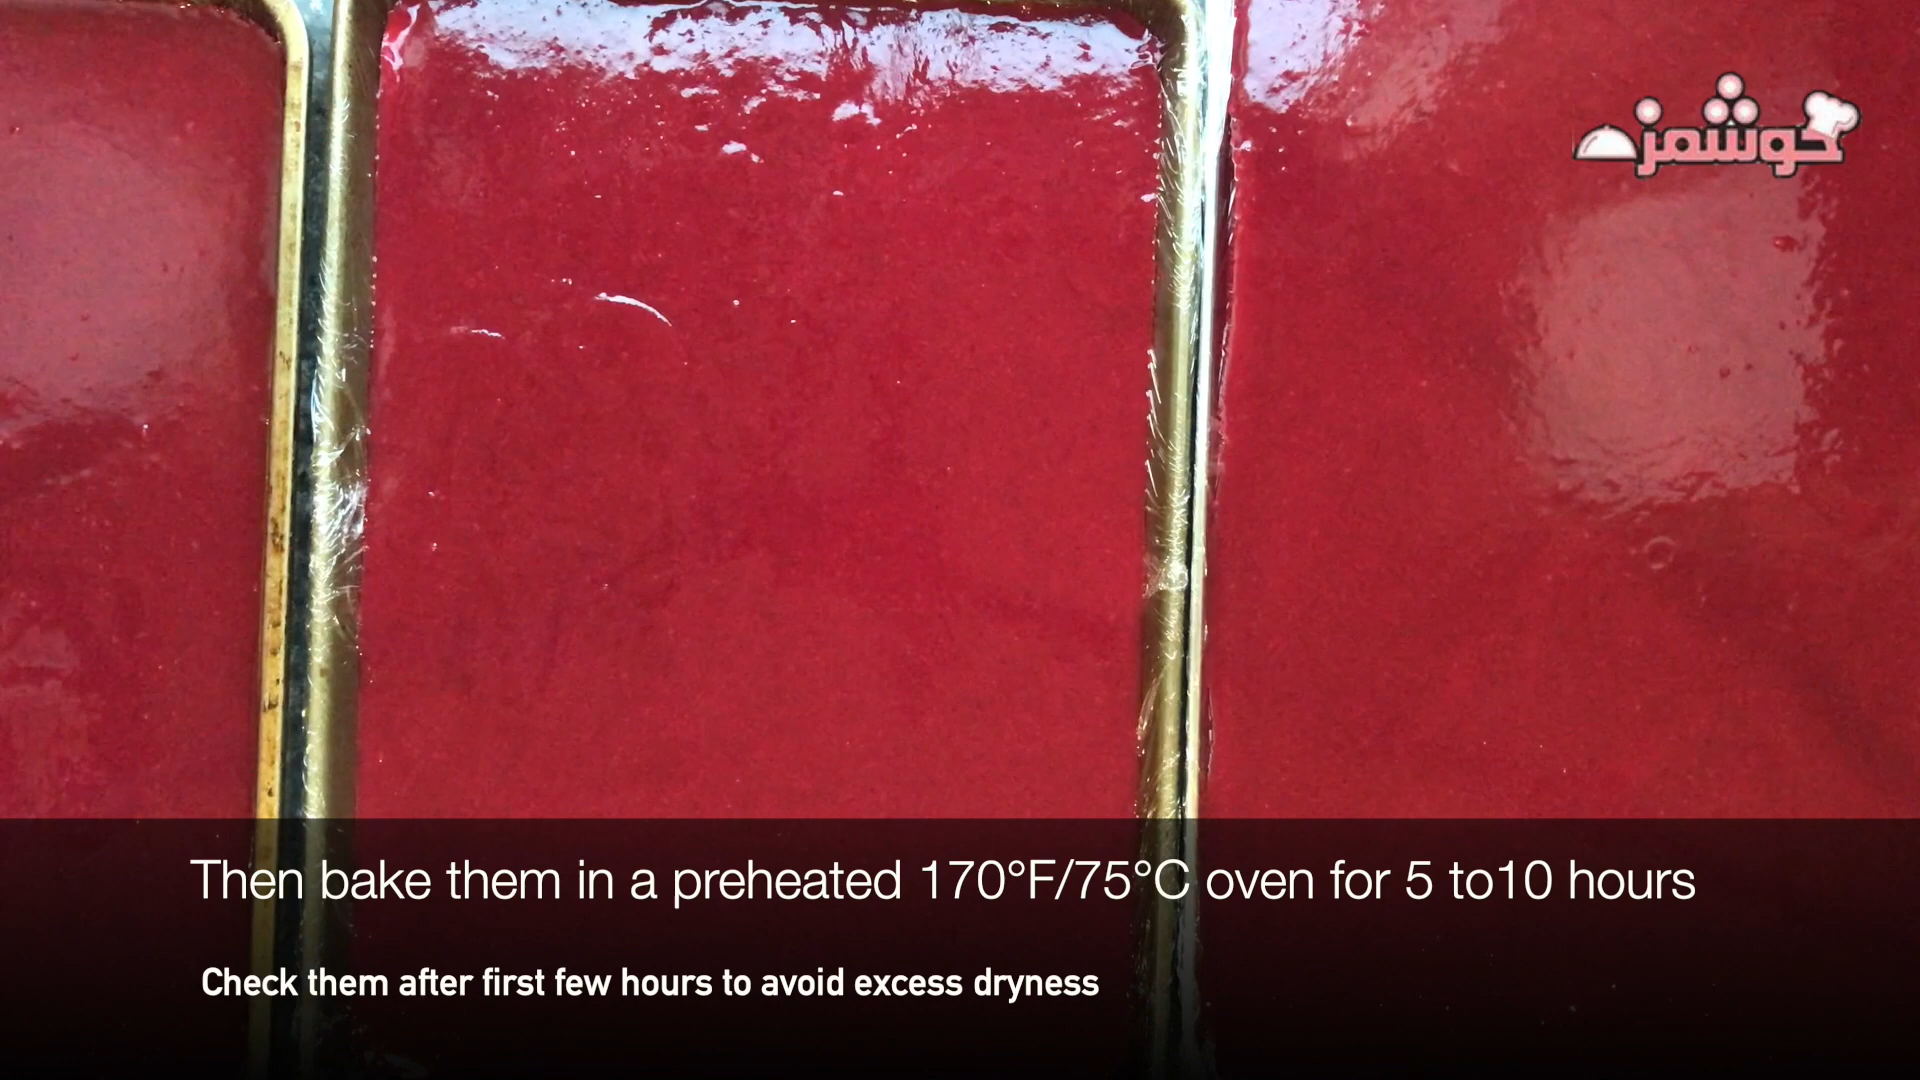 خوشمز
Then bake them in a preheated 170°F/75°C oven for 5 to10 hours
Check them after first few hours to avoid excess dryness